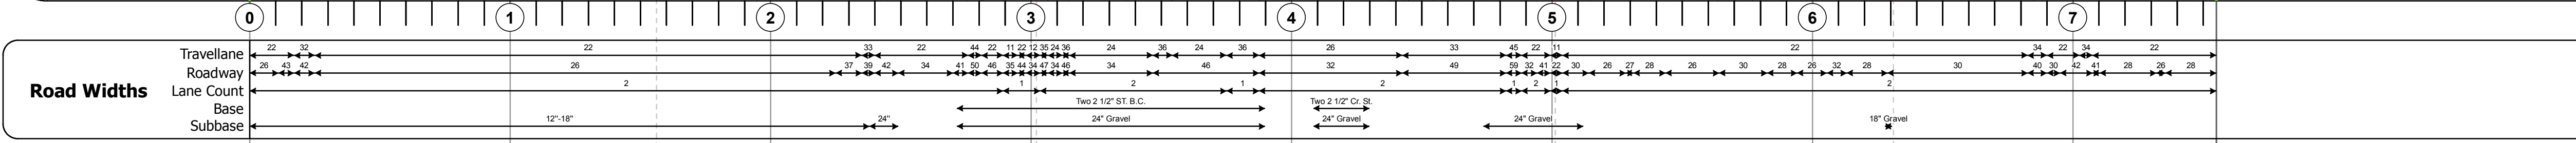 0 1 2 3 4 5 6 7
22 32 22 33 22 44 22 11 22 12 35 24 36 24 36 24 36 26 33 45 22 11 22 34 22 34 22
Travellane
26 43 42 26 37 39 42 34 41 50 46 35 44 34 47 34 46 34 46 32 49 59 32 41 22 30 26 27 28 26 30 28 26 32 28 30 40 30 42 41 28 26 28
Roadway
Road Widths
2 1 2 1 2 1 2 1 2
Lane Count
Two 2 1/2" ST. B.C. Two 2 1/2" Cr. St.
Base
12"-18" 24" 24" Gravel 24" Gravel 24" Gravel 18" Gravel
Subbase